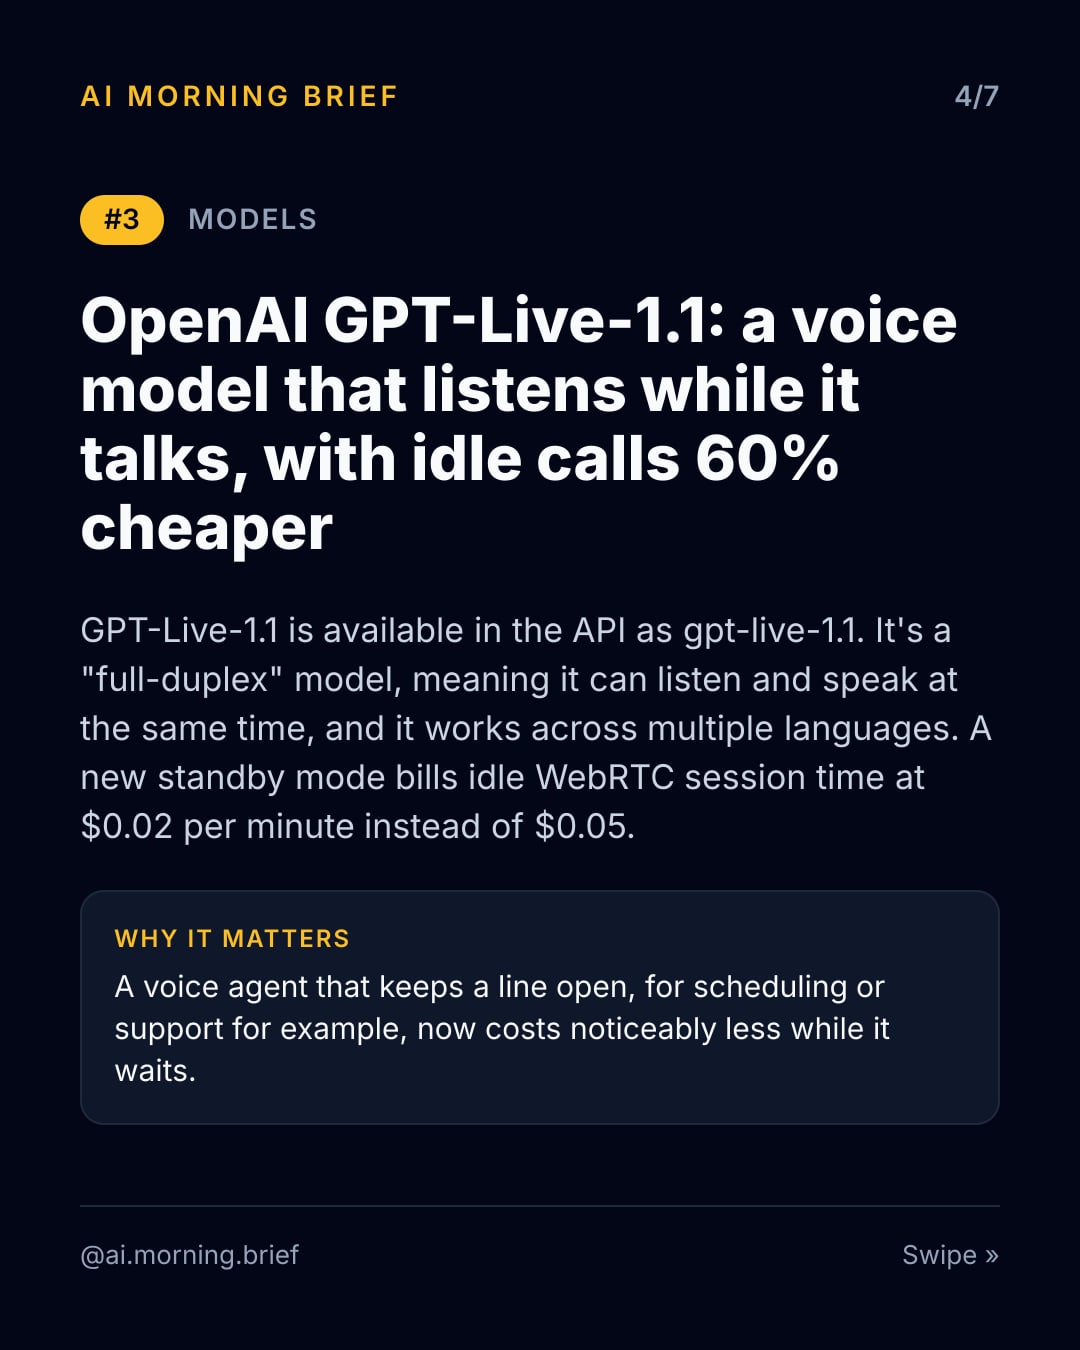 AI MORNING BRIEF
4/7
#3
MODELS
OpenAI GPT-Live-1.1: a voice
model that listens while it
talks, with idle calls 60%
cheaper
GPT-Live-1.1 is available in the API as gpt-live-1.1. It's a
"full-duplex" model, meaning it can listen and speak at
the same time, and it works across multiple languages. A
new standby mode bills idle WebRTC session time at
$0.02 per minute instead of $0.05.
WHY IT MATTERS
A voice agent that keeps a line open, for scheduling or
support for example, now costs noticeably less while it
waits.
@ai.morning.brief
Swipe »